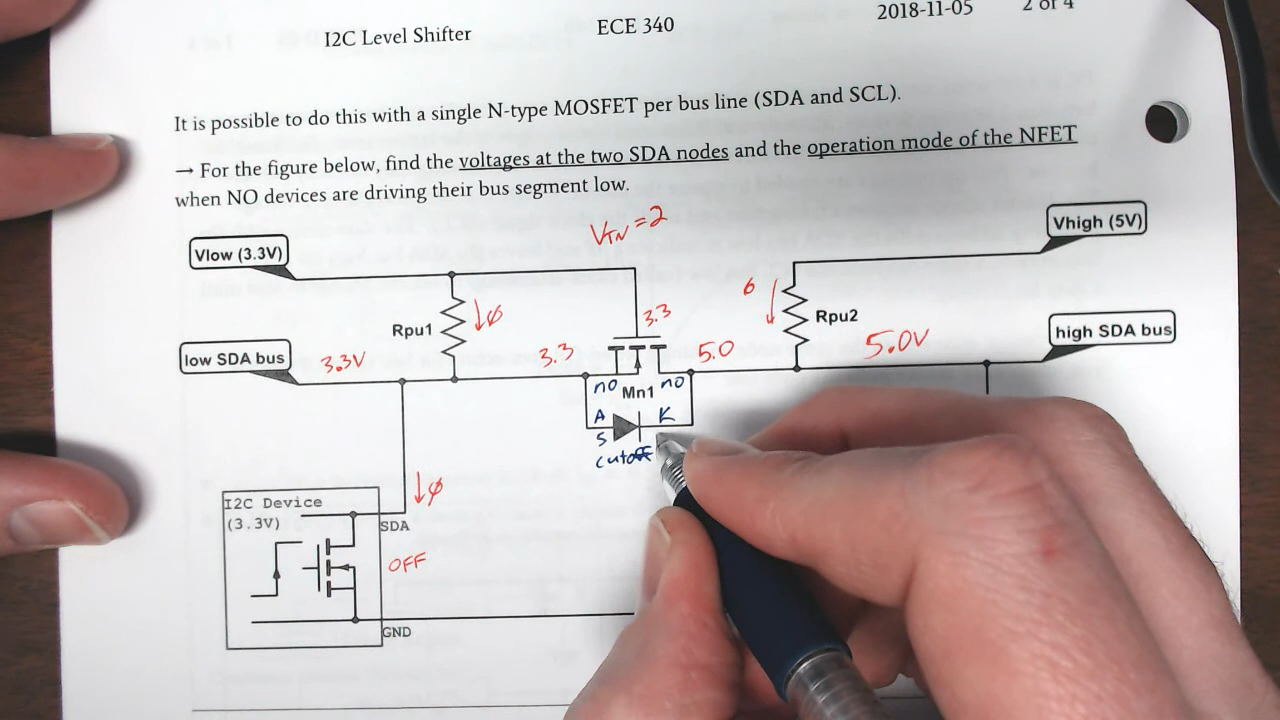 I2C Level Shifter
ECE 340
2018-11-05
2 of 4
It is possible to do this with a single N-type MOSFET per bus line (SDA and SCL).
→ For the figure below, find the voltages at the two SDA nodes and the operation mode of the NFET
when NO devices are driving their bus segment low.
VTN =2
Vlow (3.3V)
Vhigh (5V)
Rpu1
↓ø
3.3
6
Rpu2
low SDA bus
3.3V
3.3
5.0
5.0V
high SDA bus
no
Mn1
no
A
K
S
cutoff
I2C Device
(3.3V)
↓ø
SDA
OFF
GND